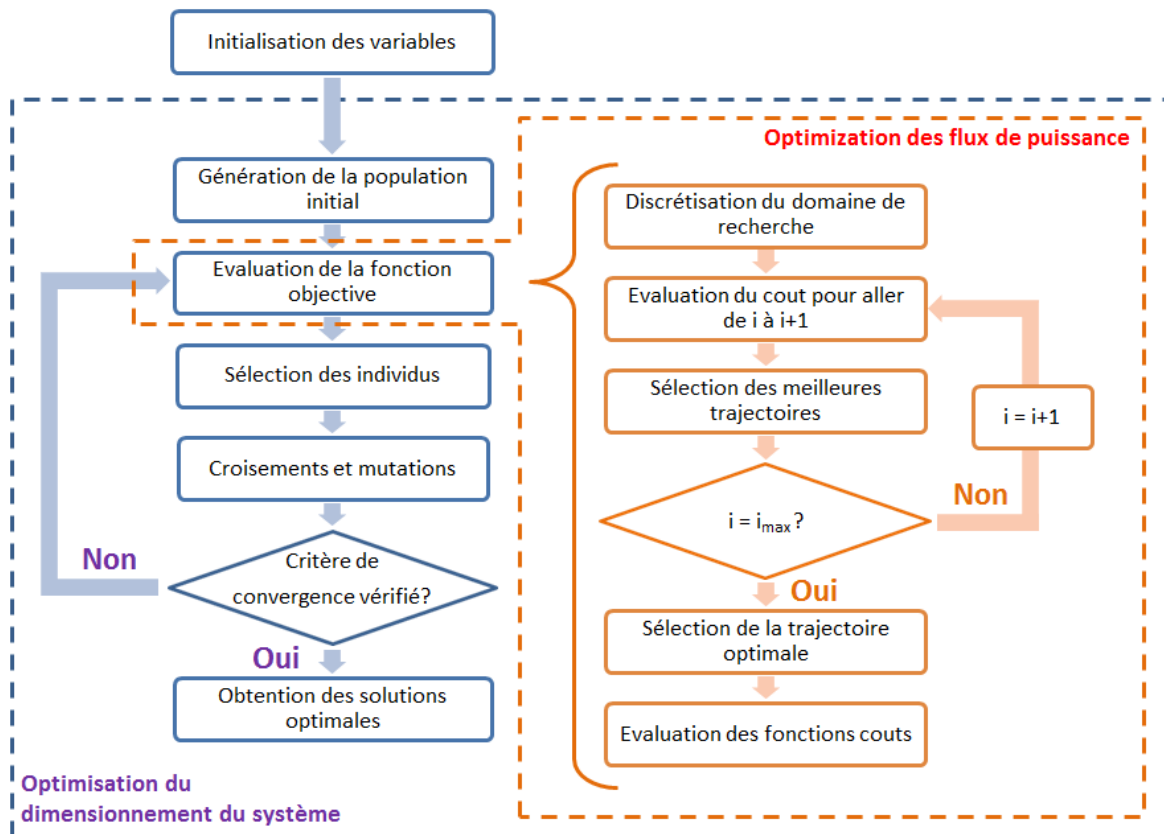 Initialisation des variables
Génération de la population
initial
Evaluation de la fonction
objective
Sélection des individus
Croisements et mutations
Critère de
convergence vérifié?
Non
Oui
Obtention des solutions
optimales
Optimisation du
dimensionnement du système
Optimization des flux de puissance
Discrétisation du domaine de
recherche
Evaluation du cout pour aller
de i à i+1
Sélection des meilleures
trajectoires
i = i+1
i = imax?
Non
Oui
Sélection de la trajectoire
optimale
Evaluation des fonctions couts